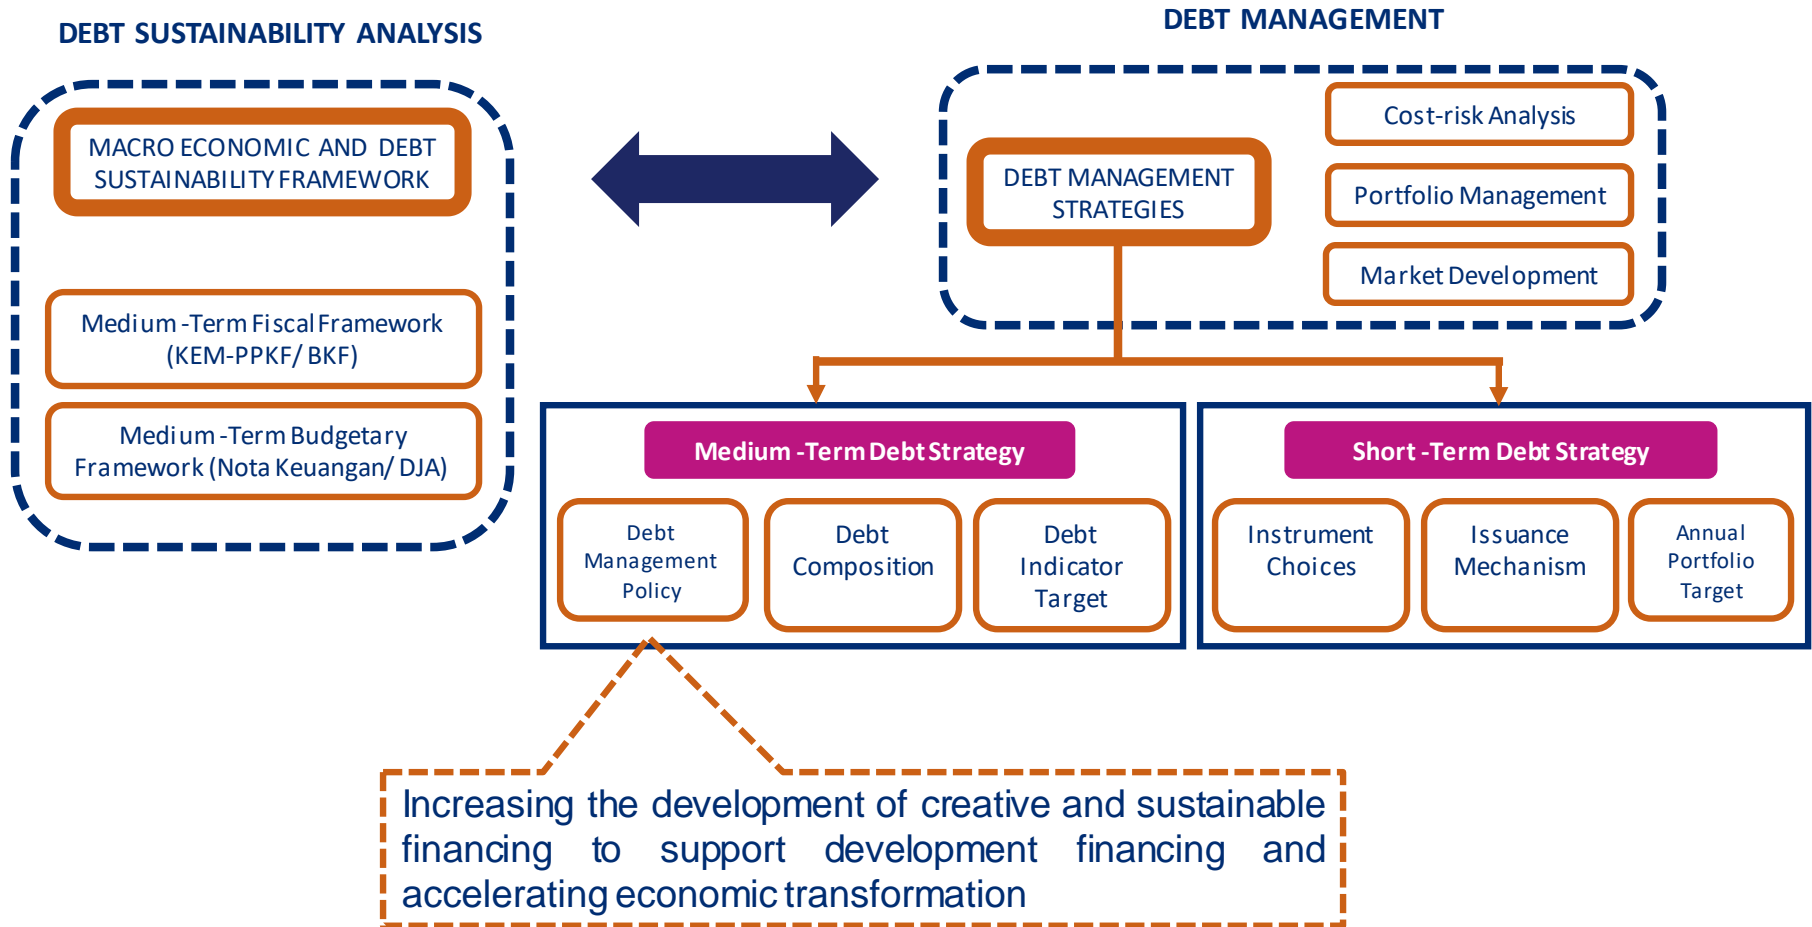 DEBT SUSTAINABILITY ANALYSIS
MACRO ECONOMIC AND DEBT
SUSTAINABILITY FRAMEWORK
Medium -Term Fiscal Framework
(KEM-PPKF/ BKF)
Medium -Term Budgetary
Framework (Nota Keuangan/ DJA)
DEBT MANAGEMENT
DEBT MANAGEMENT
STRATEGIES
Cost-risk Analysis
Portfolio Management
Market Development
Medium -Term Debt Strategy
Debt
Management
Policy
Debt
Composition
Debt
Indicator
Target
Short -Term Debt Strategy
Instrument
Choices
Issuance
Mechanism
Annual
Portfolio
Target
Increasing the development of creative and sustainable
financing to support development financing and
accelerating economic transformation